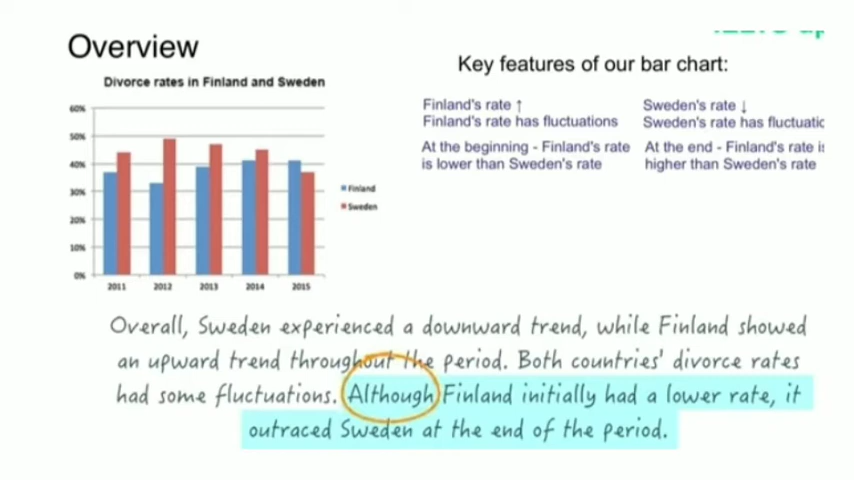 Overview
Key features of our bar chart:
Divorce rates in Finland and Sweden
60%
50%
40%
30%
20%
10%
0%
2011 2012 2013 2014 2015
Finland
Sweden
Finland's rate ↑
Finland's rate has fluctuations
At the beginning - Finland's rate
is lower than Sweden's rate
Sweden's rate ↓
Sweden's rate has fluctuatic
At the end - Finland's rate is
higher than Sweden's rate
Overall, Sweden experienced a downward trend, while Finland showed
an upward trend throughout the period. Both countries' divorce rates
had some fluctuations. Although Finland initially had a lower rate, it
outraced Sweden at the end of the period.